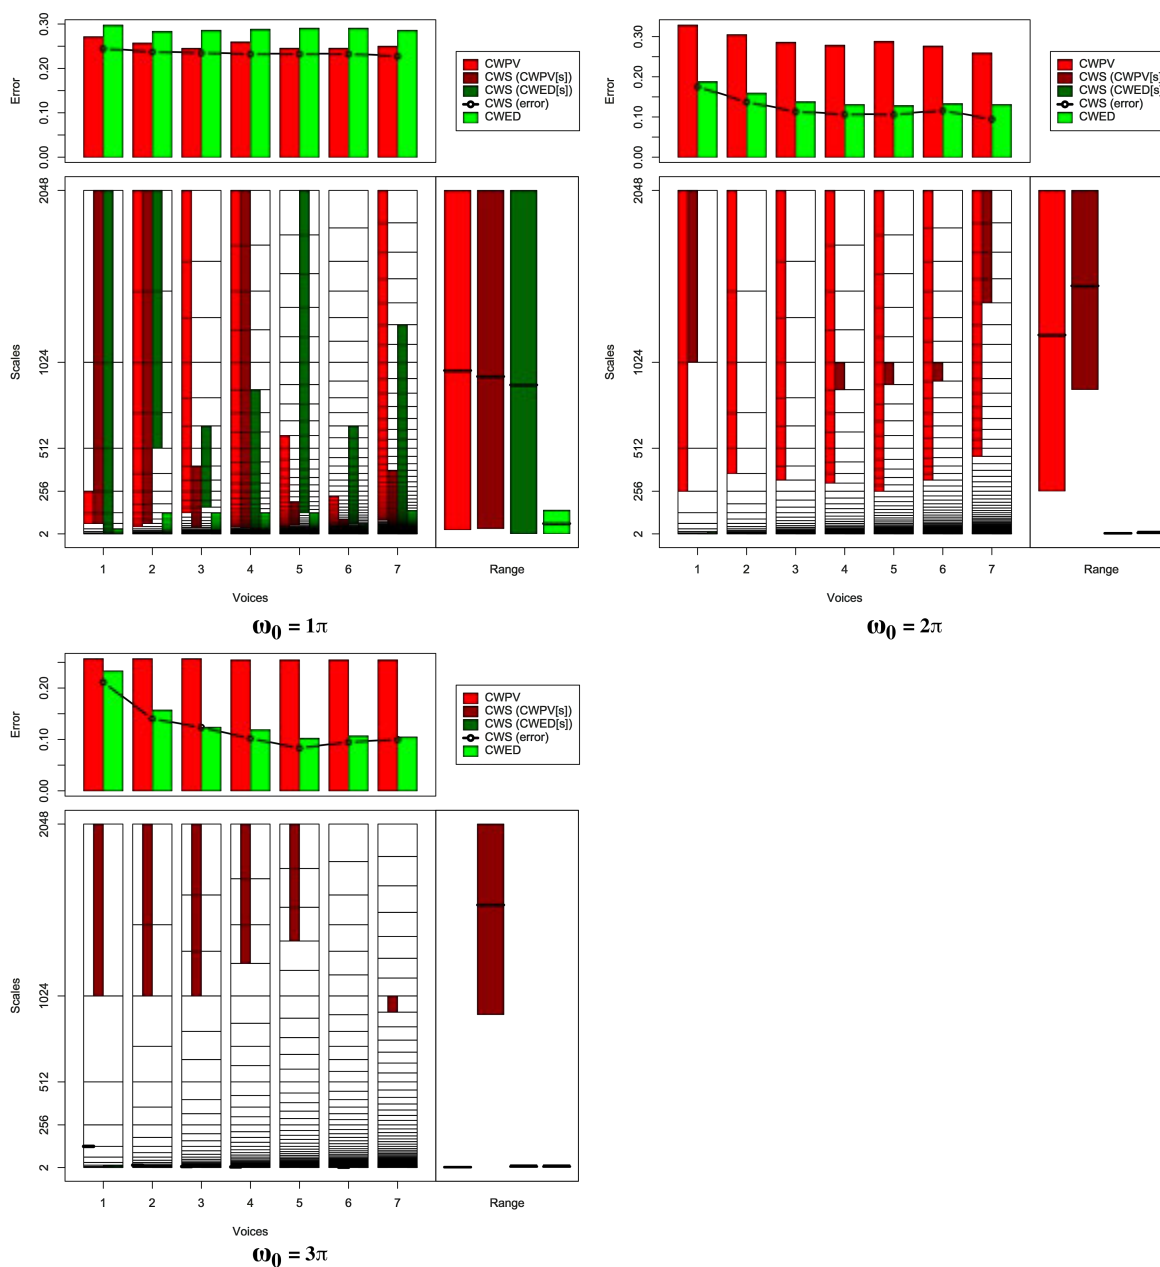 0.30
0.20
0.10
0.00
Error
CWPV
CWS (CWPV[s])
CWS (CWED[s])
CWS (error)
CWED
2048
1024
512
256
2
Scales
1 2 3 4 5 6 7
Range
Voices
ω0 = 1π
0.30
0.20
0.10
0.00
Error
CWPV
CWS (CWPV[s])
CWS (CWED[s])
CWS (error)
CWED
2048
1024
512
256
2
Scales
1 2 3 4 5 6 7
Range
Voices
ω0 = 2π
0.20
0.10
0.00
Error
CWPV
CWS (CWPV[s])
CWS (CWED[s])
CWS (error)
CWED
2048
1024
512
256
2
Scales
1 2 3 4 5 6 7
Range
Voices
ω0 = 3π